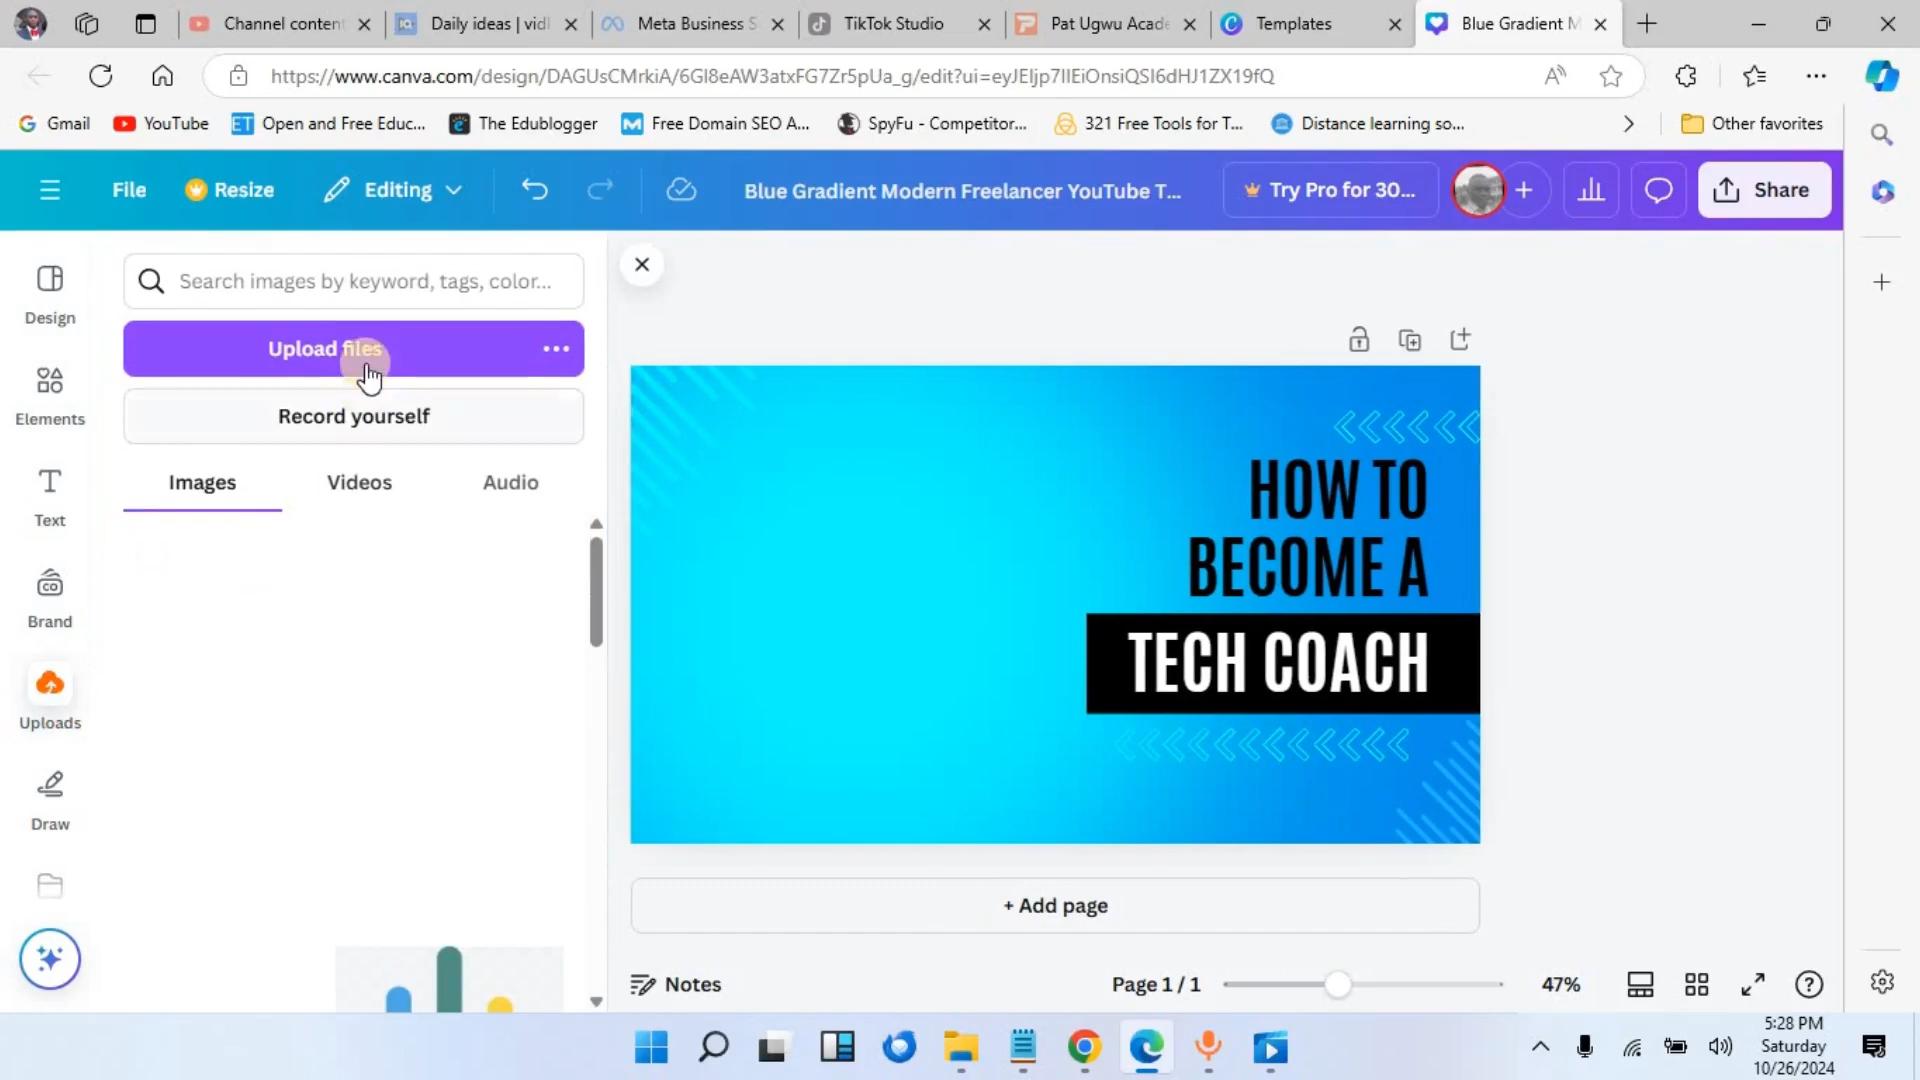 Channel content
Daily ideas | vidI
Meta Business S
TikTok Studio
Pat Ugwu Acade
Templates
Blue Gradient M
https://www.canva.com/design/DAGUsCMrkiA/6GI8eAW3atxFG7Zr5pUa_g/edit?ui=eyJEIjp7IlEiOnsiQSI6dHJ1ZX19fQ
Gmail
YouTube
Open and Free Educ...
The Edublogger
Free Domain SEO A...
SpyFu - Competitor...
321 Free Tools for T...
Distance learning so...
Other favorites
File
Resize
Editing
Blue Gradient Modern Freelancer YouTube T...
Try Pro for 30...
Share
Design
Elements
Text
Brand
Uploads
Draw
Search images by keyword, tags, color...
Upload files
Record yourself
Images
Videos
Audio
HOW TO
BECOME A
TECH COACH
+ Add page
Notes
Page 1 / 1
47%
5:28 PM
Saturday
10/26/2024